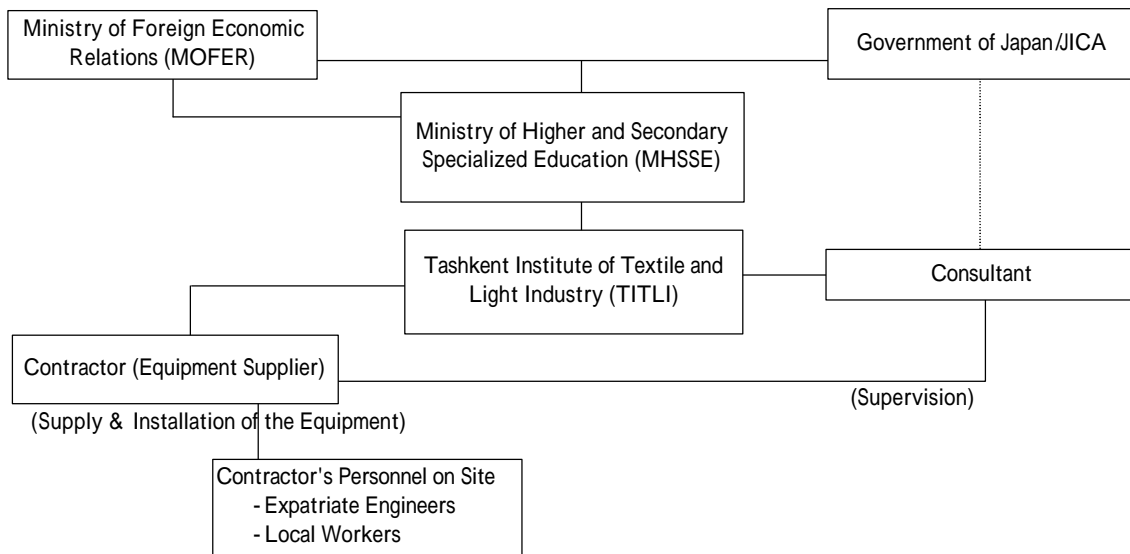 Ministry of Foreign Economic
Relations (MOFER)
Government of Japan/JICA
Ministry of Higher and Secondary
Specialized Education (MHSSE)
Tashkent Institute of Textile and
Light Industry (TITLI)
Consultant
Contractor (Equipment Supplier)
(Supervision)
(Supply & Installation of the Equipment)
Contractor's Personnel on Site
- Expatriate Engineers
- Local Workers